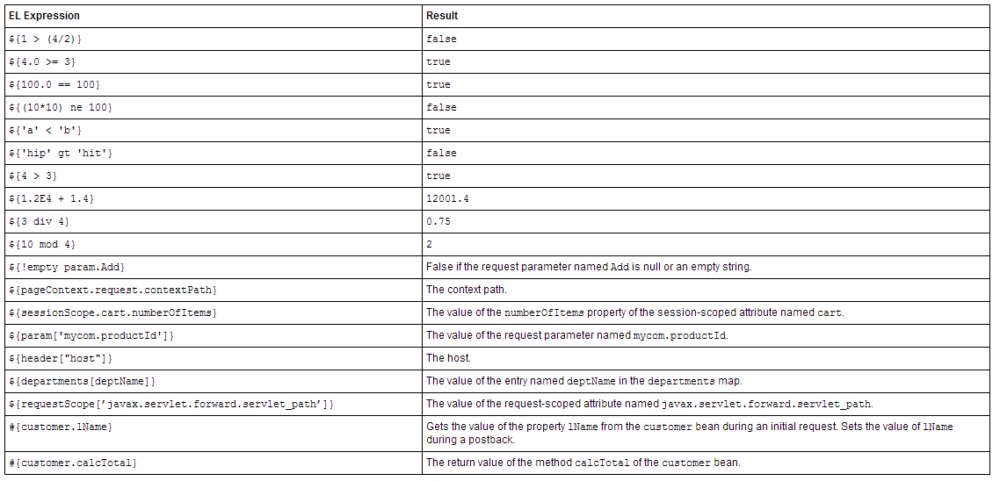 EL Expression Result
${1 > (4/2)} false
${4.0 >= 3} true
${100.0 == 100} true
${(10*10) ne 100} false
${'a' < 'b'} true
${'hip' gt 'hit'} false
${4 > 3} true
${1.2E4 + 1.4} 12001.4
${3 div 4} 0.75
${10 mod 4} 2
${!empty param.Add} False if the request parameter named Add is null or an empty string.
${pageContext.request.contextPath} The context path.
${sessionScope.cart.numberOfItems} The value of the numberOfItems property of the session-scoped attribute named cart.
${param['mycom.productId']} The value of the request parameter named mycom.productId.
${header["host"]} The host.
${departments[deptName]} The value of the entry named deptName in the departments map.
${requestScope[’javax.servlet.forward.servlet_path’]} The value of the request-scoped attribute named javax.servlet.forward.servlet_path.
#{customer.lName} Gets the value of the property lName from the customer bean during an initial request. Sets the value of lName
during a postback.
#{customer.calcTotal} The return value of the method calcTotal of the customer bean.